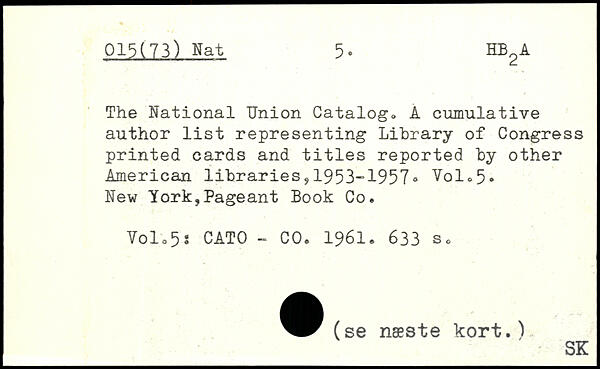 015(73) Nat 5. HB2A
The National Union Catalog. A cumulative
author list representing Library of Congress
printed cards and titles reported by other
American libraries,1953-1957. Vol.5.
New York,Pageant Book Co.
Vol.5: CATO - CO. 1961. 633 s.
(se næste kort.)
SK